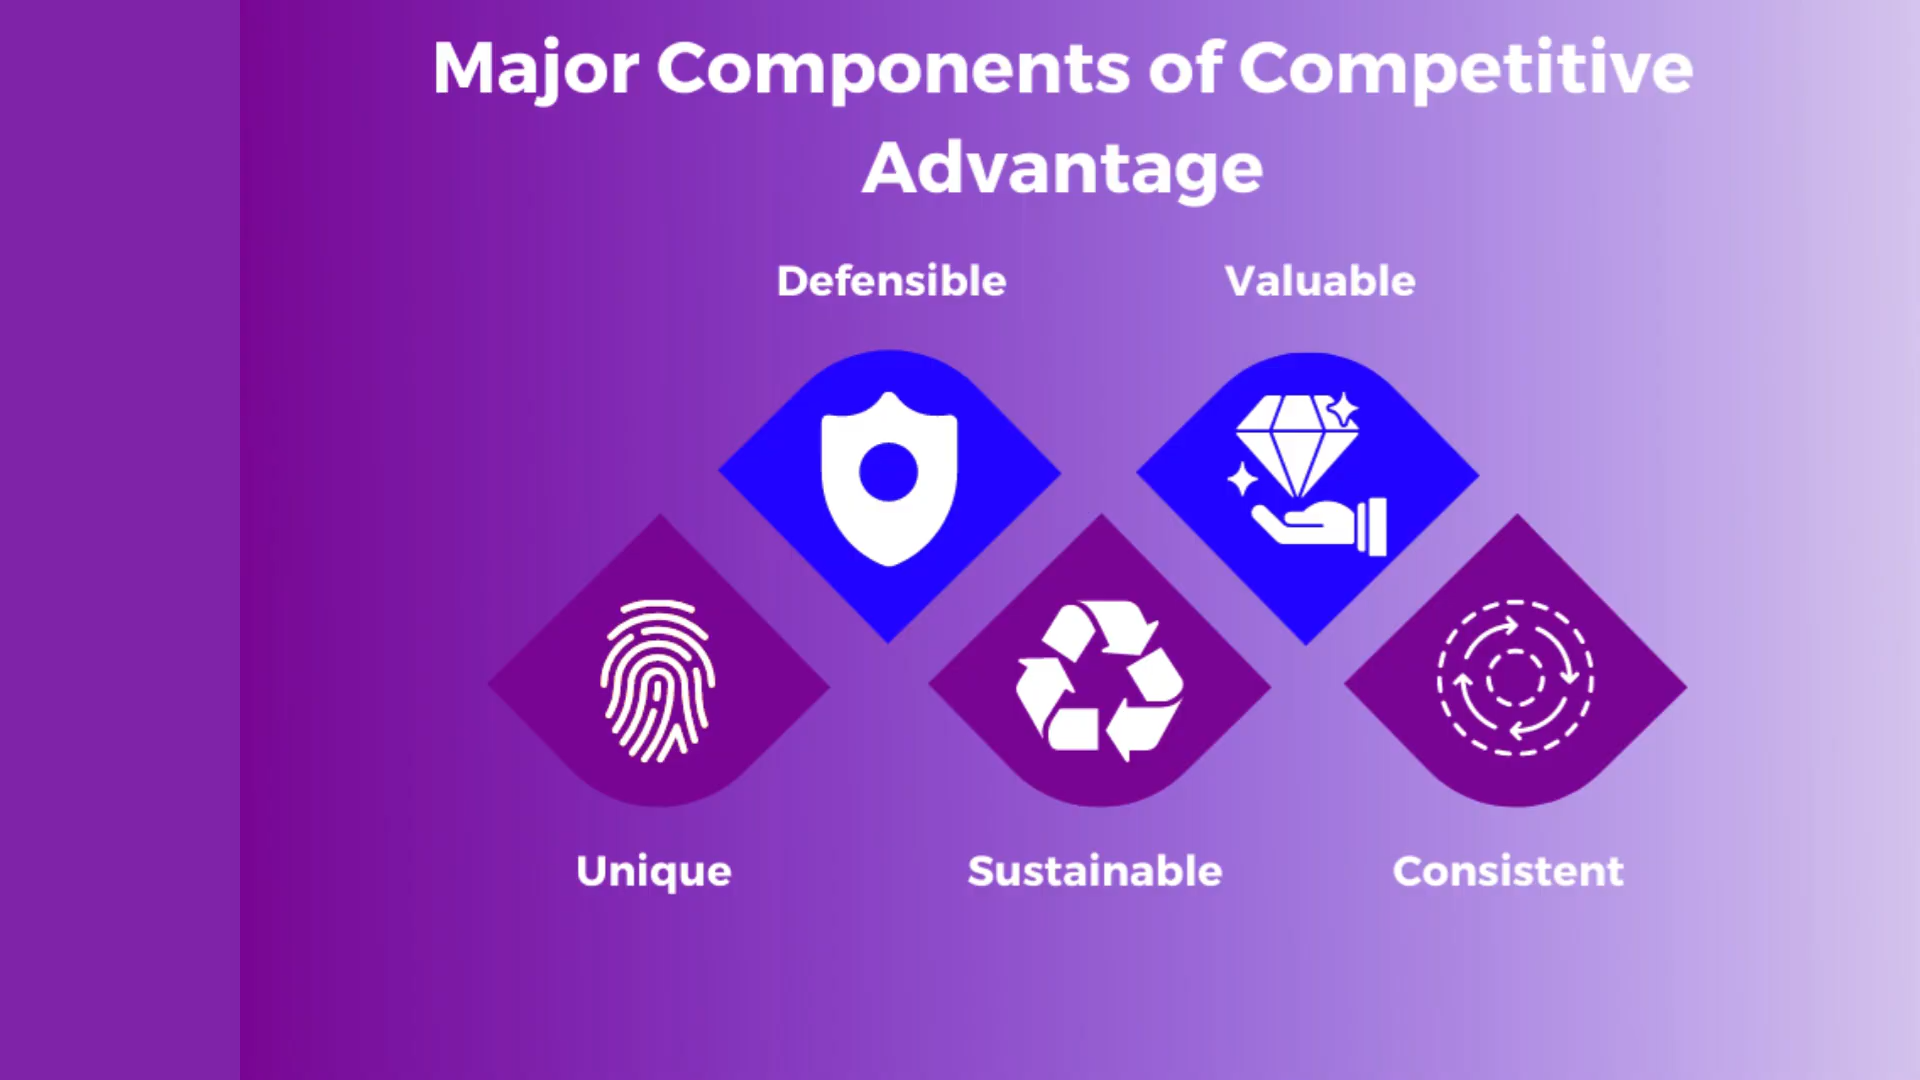 Major Components of Competitive
Advantage
Defensible
Valuable
Unique
Sustainable
Consistent